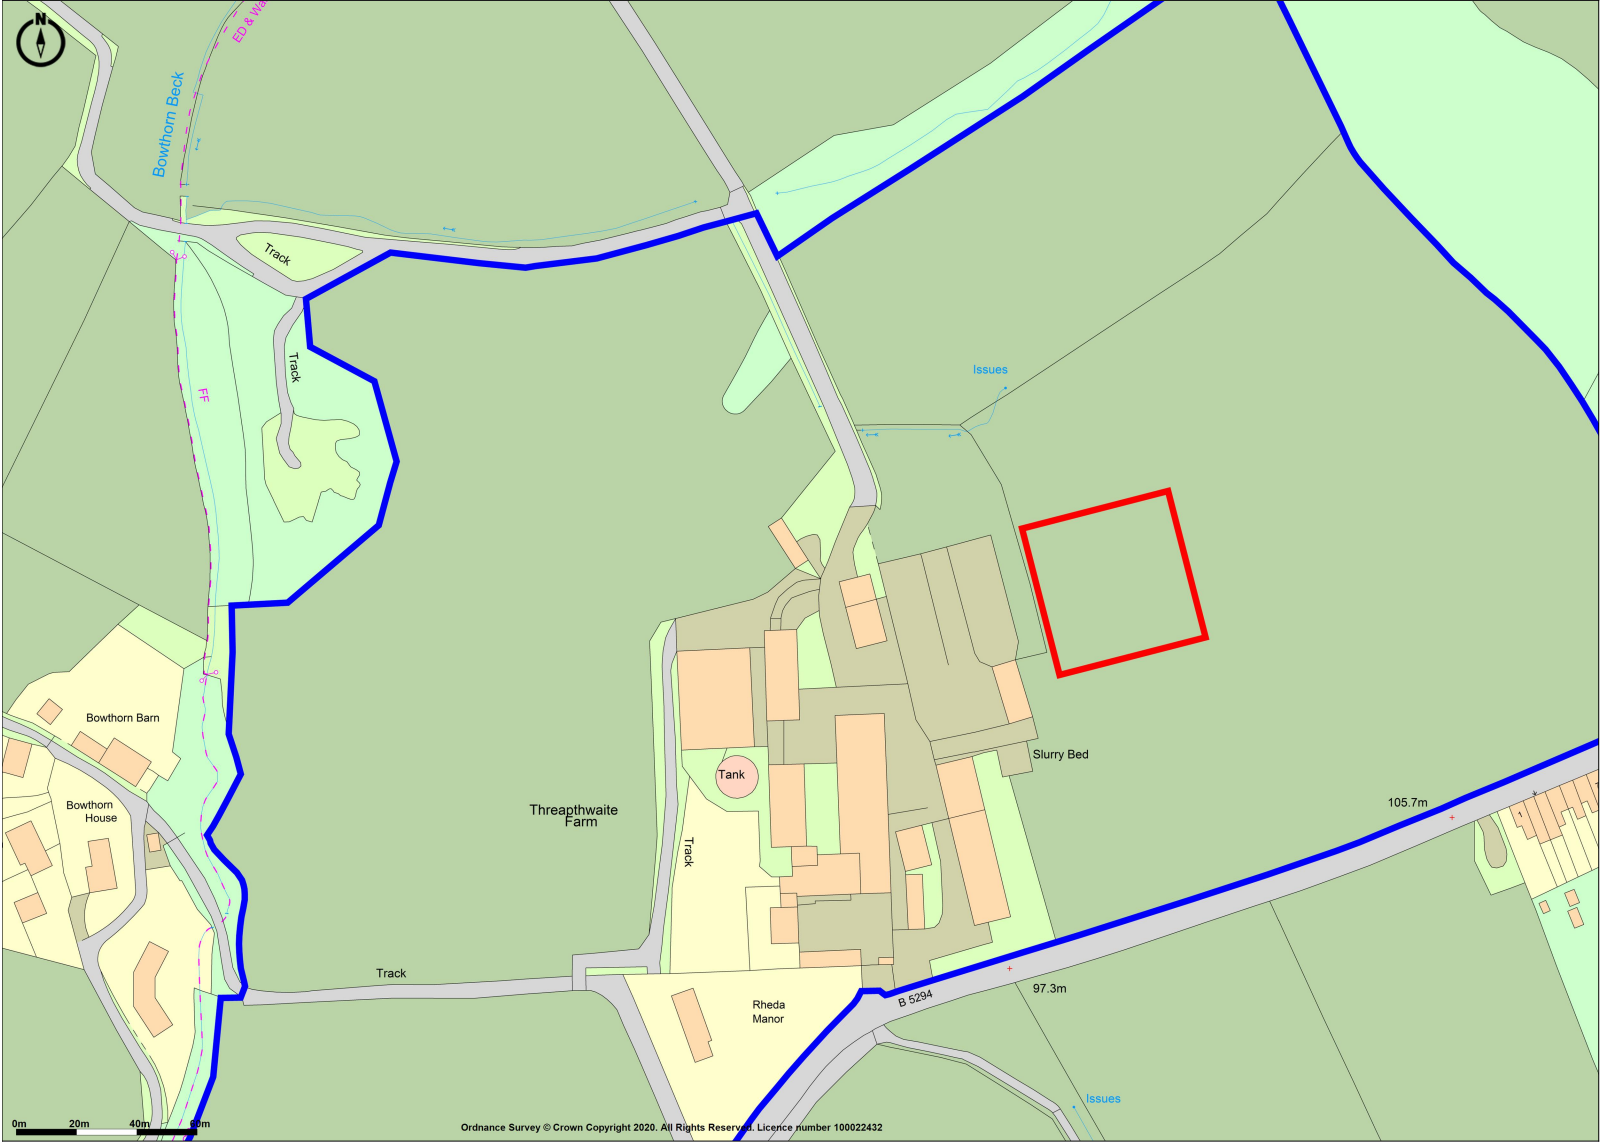 N
ED & Wa
Bowthorn Beck
Track
Track
FF
Issues
Bowthorn Barn
Bowthorn
House
Tank
Slurry Bed
Threapthwaite
Farm
Track
105.7m
1
Track
97.3m
B 5294
Rheda
Manor
Issues
0m 20m 40m 60m
Ordnance Survey © Crown Copyright 2020. All Rights Reserved. Licence number 100022432